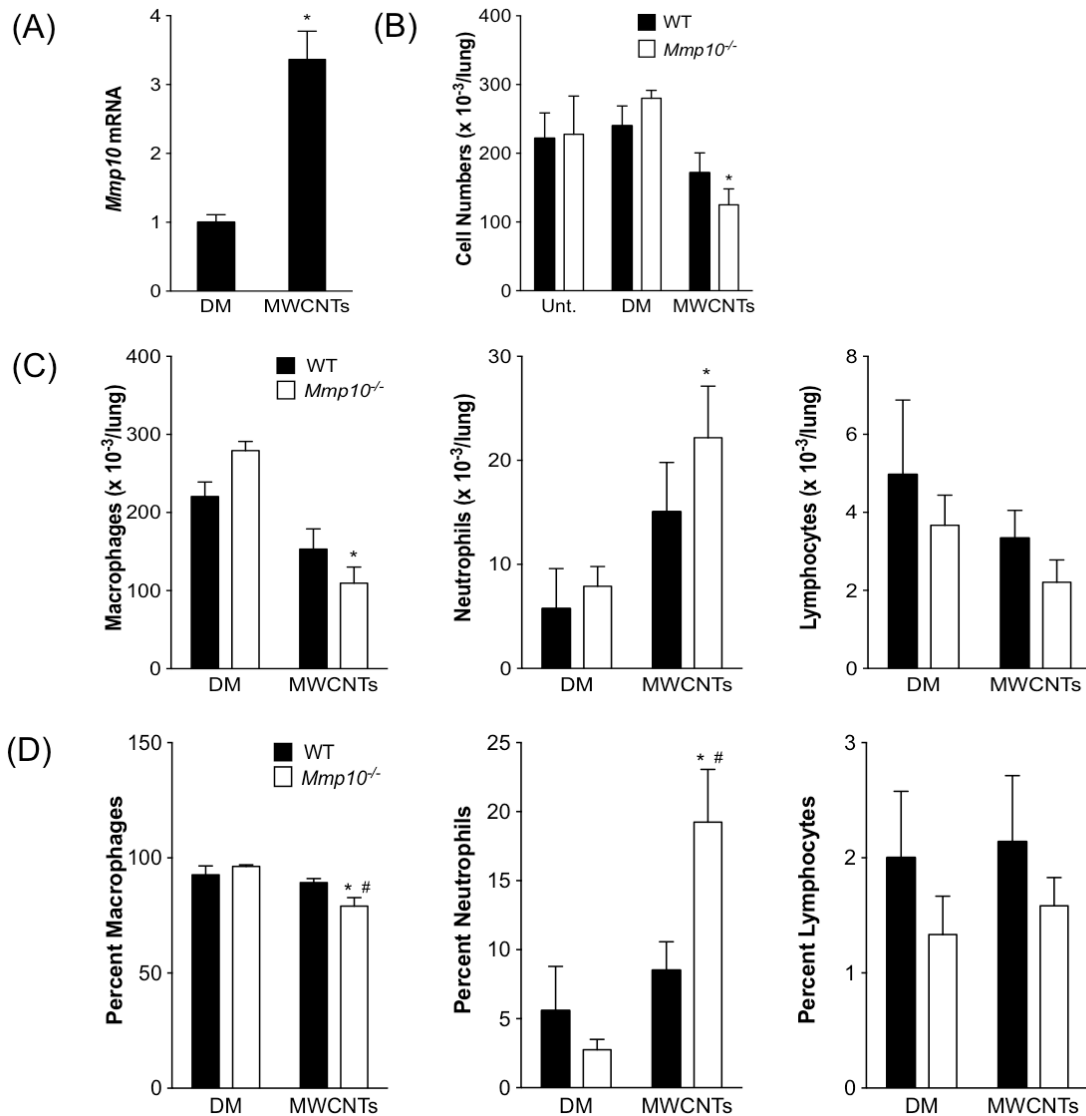 (A)
Mmp10 mRNA
4
3
2
1
0
*
DM
MWCNTs
(B)
Cell Numbers (x 10⁻³/lung)
400
300
200
100
0
WT
Mmp10⁻/⁻
*
Unt.
DM
MWCNTs
(C)
Macrophages (x 10⁻³/lung)
400
300
200
100
0
WT
Mmp10⁻/⁻
*
DM
MWCNTs
Neutrophils (x 10⁻³/lung)
30
20
10
0
*
DM
MWCNTs
Lymphocytes (x 10⁻³/lung)
8
6
4
2
0
DM
MWCNTs
(D)
Percent Macrophages
150
100
50
0
WT
Mmp10⁻/⁻
* #
DM
MWCNTs
Percent Neutrophils
25
20
15
10
5
0
* #
DM
MWCNTs
Percent Lymphocytes
3
2
1
0
DM
MWCNTs